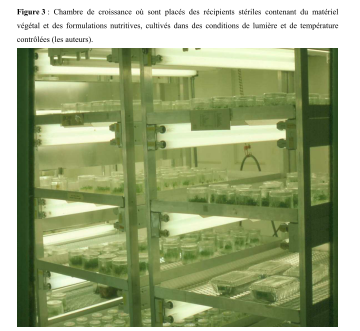 Figure 3 : Chambre de croissance où sont placés des récipients stériles contenant du matériel
végétal et des formulations nutritives, cultivés dans des conditions de lumière et de température
contrôlées (les auteurs).